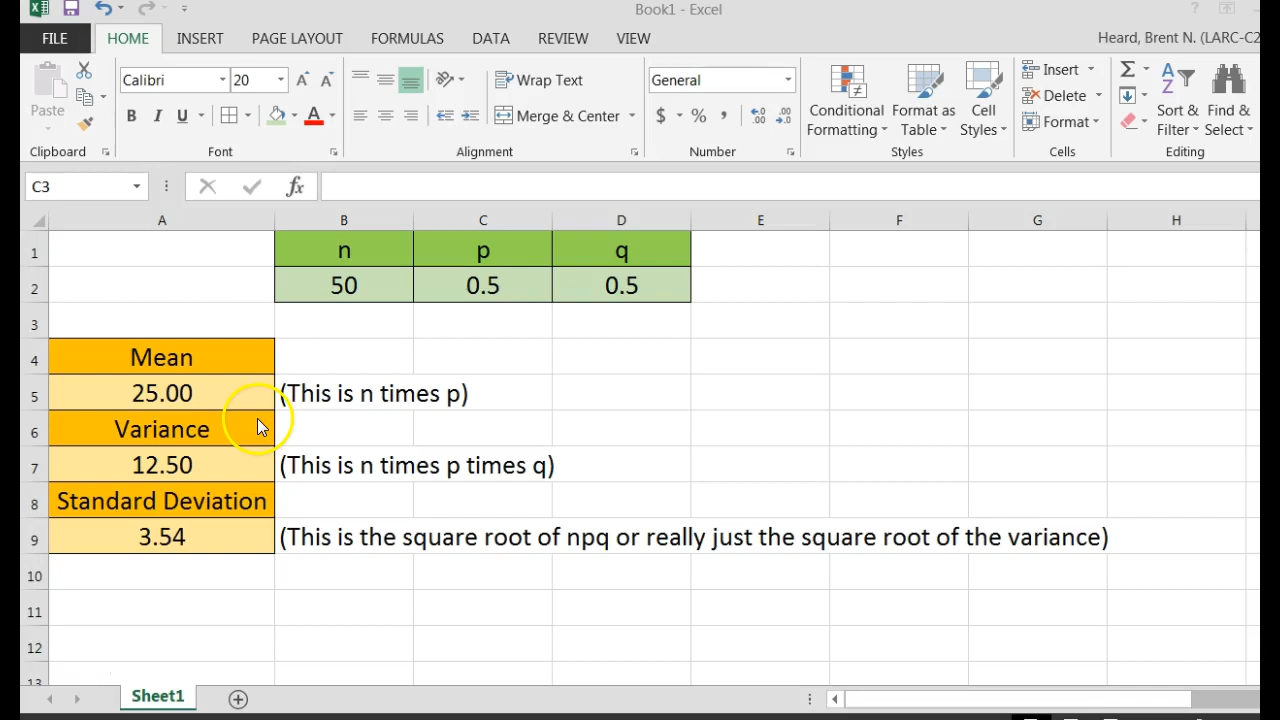 Book1 - Excel
FILE HOME INSERT PAGE LAYOUT FORMULAS DATA REVIEW VIEW
Heard, Brent N. (LARC-C2
Paste
Calibri 20
Wrap Text
General
Merge & Center
Conditional Formatting
Format as Table
Cell Styles
Insert
Delete
Format
Sort & Filter
Find & Select
Clipboard Font Alignment Number Styles Cells Editing
C3
A B C D E F G H
1 n p q
2 50 0.5 0.5
3
4 Mean
5 25.00 (This is n times p)
6 Variance
7 12.50 (This is n times p times q)
8 Standard Deviation
9 3.54 (This is the square root of npq or really just the square root of the variance)
10
11
12
13
Sheet1